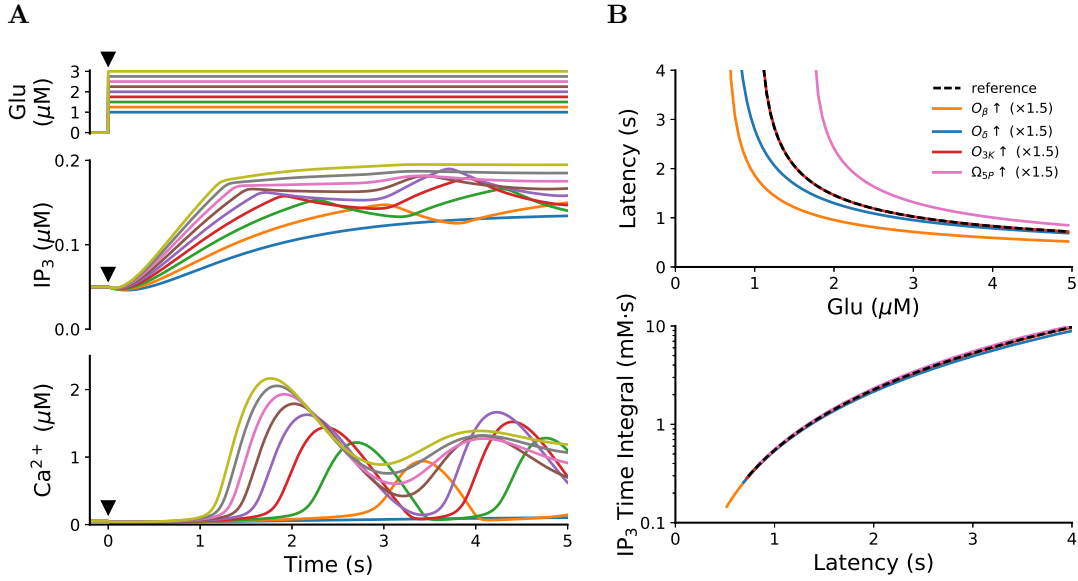 A
B
Glu
(μM)
3
2
1
0
IP3 (μM)
0.2
0.1
0.0
Ca2+ (μM)
2
1
0
0
1
2
3
4
5
Time (s)
Latency (s)
4
3
2
1
0
reference
Oβ↑ (×1.5)
Oδ↑ (×1.5)
O3K↑ (×1.5)
Ω5P↑ (×1.5)
0
1
2
3
4
5
Glu (μM)
IP3 Time Integral (mM·s)
10
1
0.1
0
1
2
3
4
Latency (s)